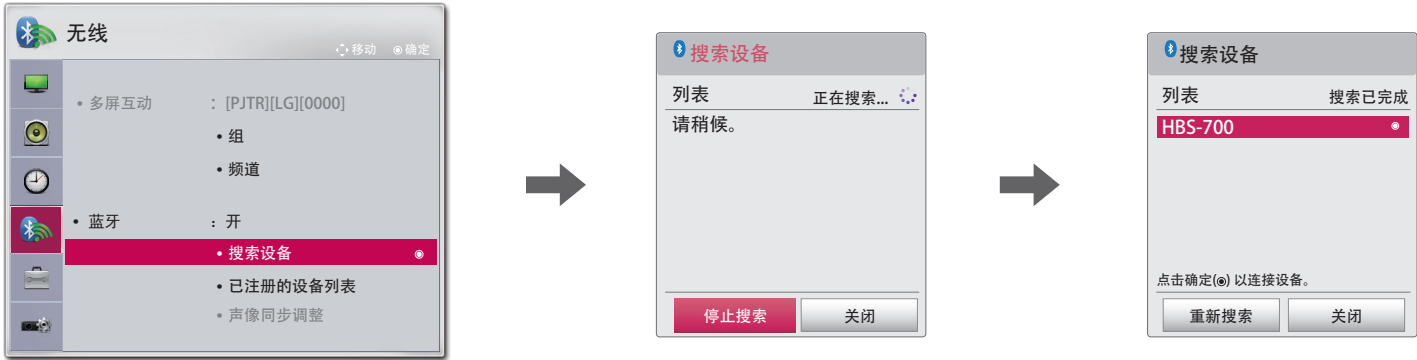 无线
移动 ◉确定
• 多屏互动 : [PJTR][LG][0000]
• 组
• 频道
• 蓝牙 : 开
• 搜索设备 ◉
• 已注册的设备列表
• 声像同步调整
搜索设备
列表 正在搜索...
请稍候。
停止搜索 关闭
搜索设备
列表 搜索已完成
HBS-700 ◉
点击确定(◉) 以连接设备。
重新搜索 关闭